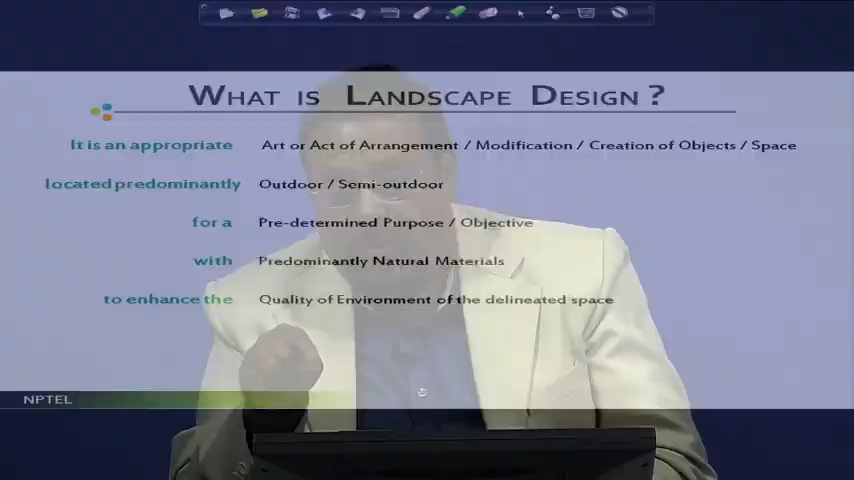 WHAT IS LANDSCAPE DESIGN ?
It is an appropriate Art or Act of Arrangement / Modification / Creation of Objects / Space
located predominantly Outdoor / Semi-outdoor
for a Pre-determined Purpose / Objective
with Predominantly Natural Materials
to enhance the Quality of Environment of the delineated space
NPTEL